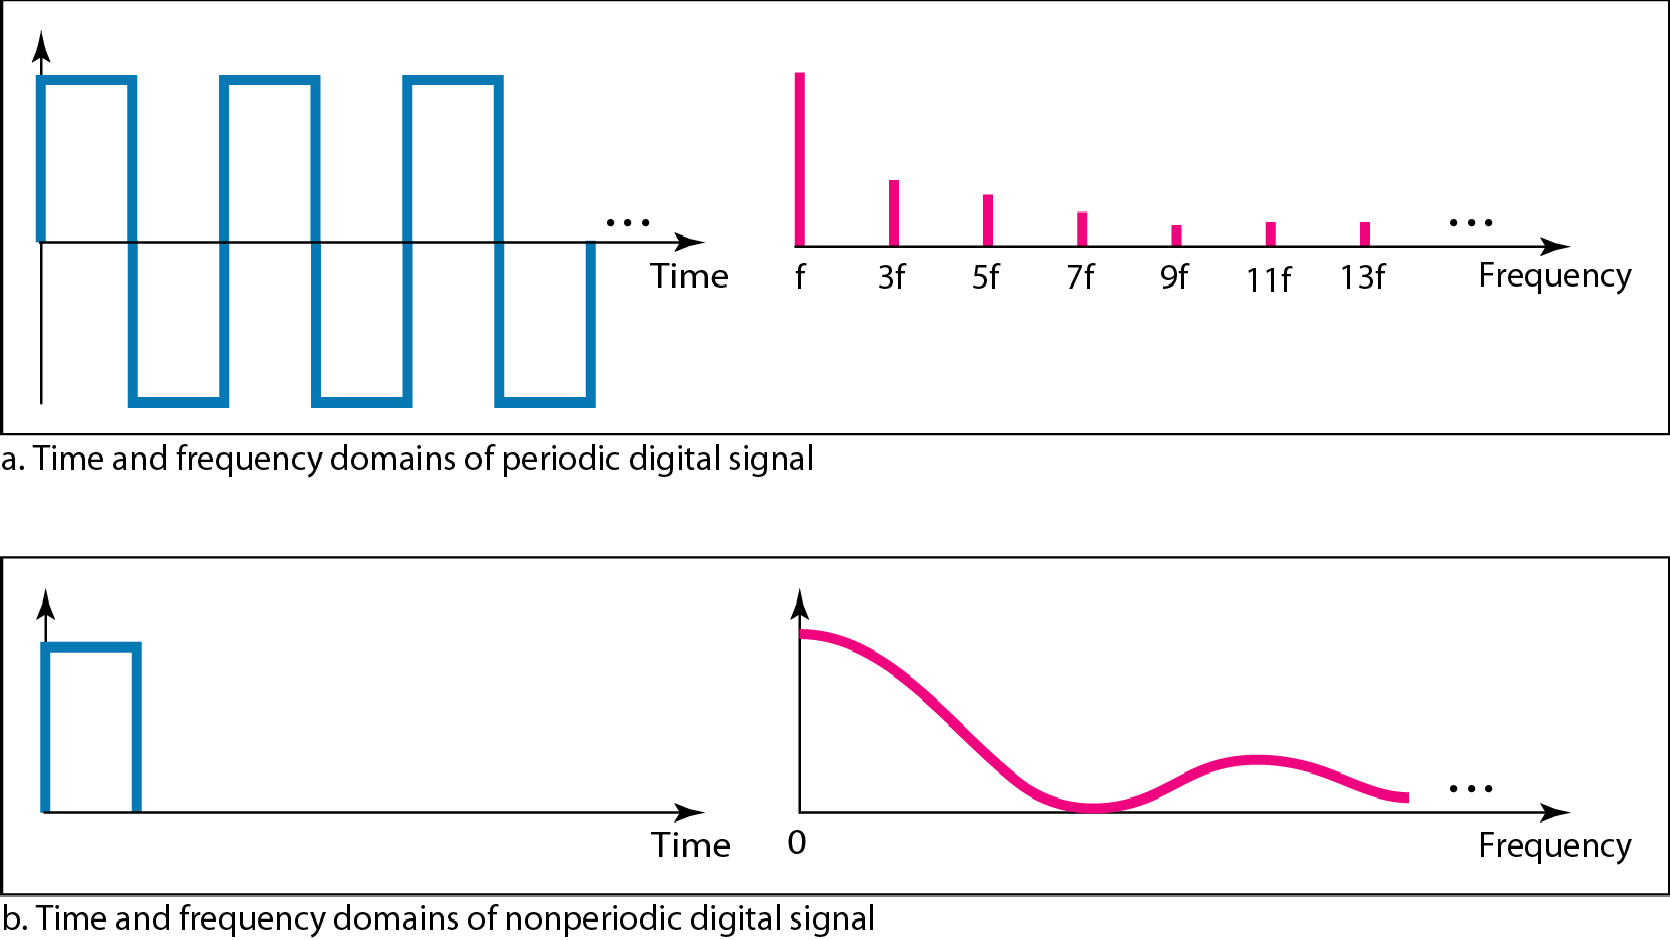 ...
Time
...
f 3f 5f 7f 9f 11f 13f Frequency
a. Time and frequency domains of periodic digital signal
Time
...
0 Frequency
b. Time and frequency domains of nonperiodic digital signal